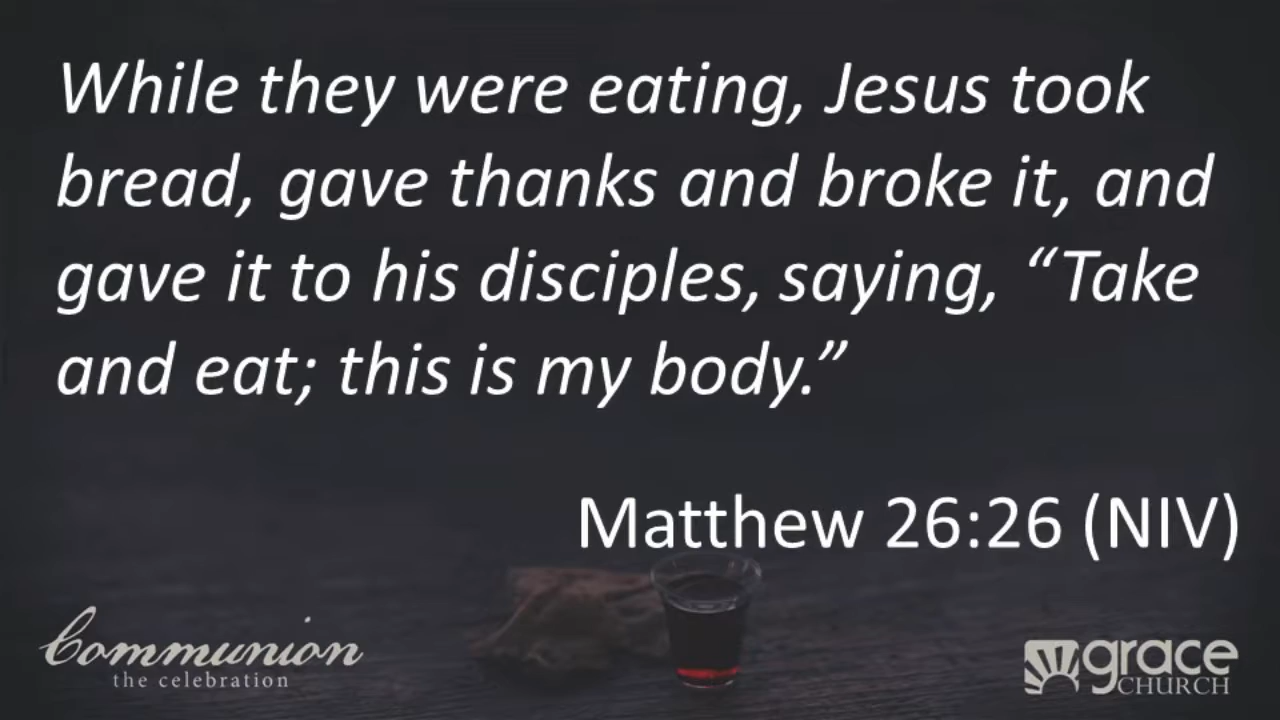 While they were eating, Jesus took
bread, gave thanks and broke it, and
gave it to his disciples, saying, “Take
and eat; this is my body.”
Matthew 26:26 (NIV)
Communion
the celebration
grace
CHURCH